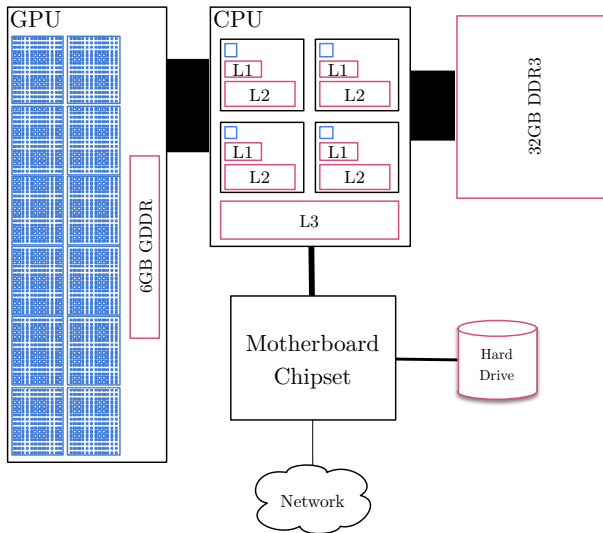 GPU
CPU
L1
L2
L1
L2
L1
L2
L1
L2
L3
6GB GDDR
32GB DDR3
Motherboard
Chipset
Hard
Drive
Network